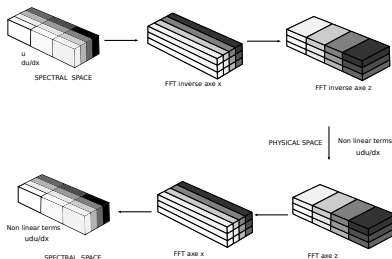 u
du/dx
SPECTRAL SPACE
FFT inverse axe x
FFT inverse axe z
PHYSICAL SPACE
Non linear terms
udu/dx
Non linear terms
udu/dx
SPECTRAL SPACE
FFT axe x
FFT axe z